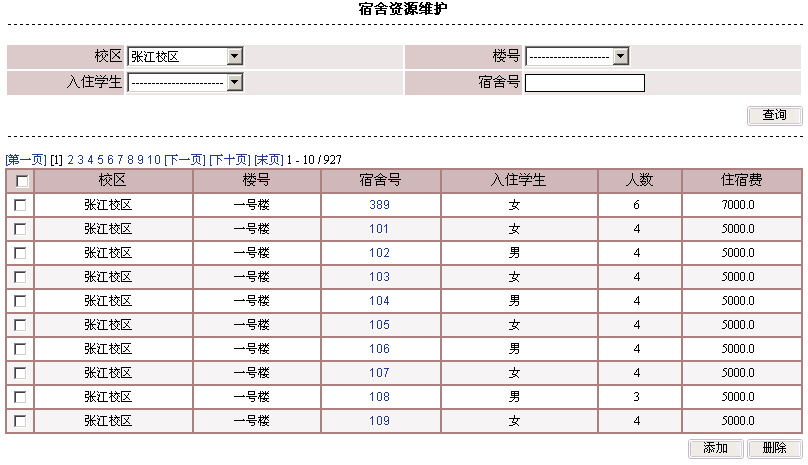 宿舍资源维护
校区 张江校区 楼号 --------------------
入住学生 ----------------------- 宿舍号
查询
[第一页] [1] 2 3 4 5 6 7 8 9 10 [下一页] [下十页] [末页] 1 - 10 / 927
校区 楼号 宿舍号 入住学生 人数 住宿费
张江校区 一号楼 389 女 6 7000.0
张江校区 一号楼 101 女 4 5000.0
张江校区 一号楼 102 男 4 5000.0
张江校区 一号楼 103 女 4 5000.0
张江校区 一号楼 104 男 4 5000.0
张江校区 一号楼 105 女 4 5000.0
张江校区 一号楼 106 男 4 5000.0
张江校区 一号楼 107 女 4 5000.0
张江校区 一号楼 108 男 3 5000.0
张江校区 一号楼 109 女 4 5000.0
添加 删除